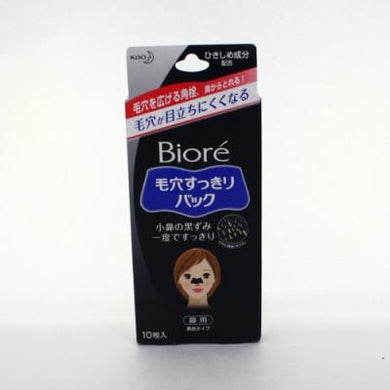 Kao
ひきしめ成分
配合
毛穴を広げる角栓、奥からとれる!
毛穴が目立ちにくくなる
Bioré
毛穴すっきり
パック
小鼻の黒ずみ
一度ですっきり
鼻用
黒色タイプ
10枚入